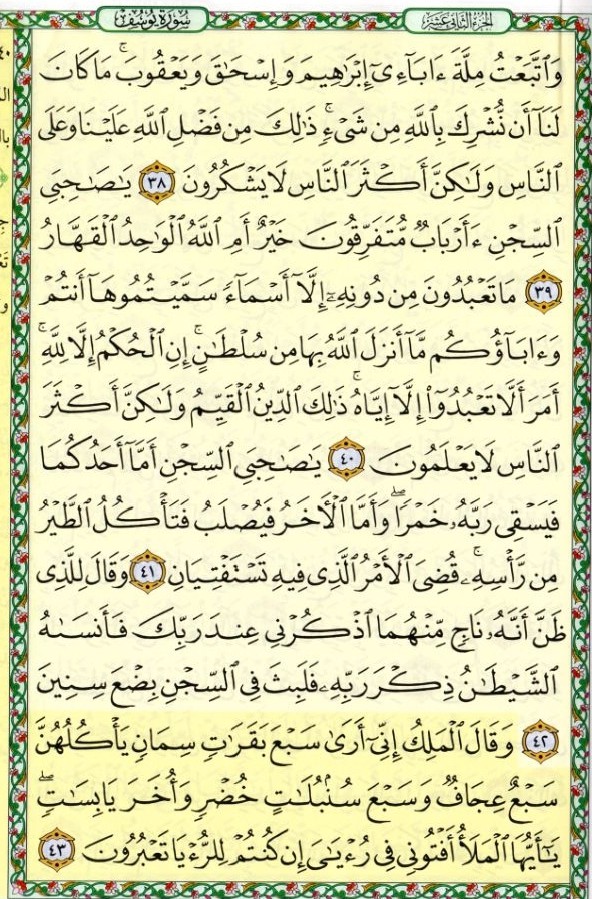 الجزء الثاني عشر
سورة يوسف
وَٱتَّبَعْتُ مِلَّةَ ءَابَآءِىٓ إِبْرَٰهِيمَ وَإِسْحَٰقَ وَيَعْقُوبَ ۚ مَا كَانَ
لَنَآ أَن نُّشْرِكَ بِٱللَّهِ مِن شَىْءٍ ۚ ذَٰلِكَ مِن فَضْلِ ٱللَّهِ عَلَيْنَا وَعَلَى
ٱلنَّاسِ وَلَٰكِنَّ أَكْثَرَ ٱلنَّاسِ لَا يَشْكُرُونَ ٣٨ يَٰصَٰحِبَىِ
ٱلسِّجْنِ ءَأَرْبَابٌ مُّتَفَرِّقُونَ خَيْرٌ أَمِ ٱللَّهُ ٱلْوَٰحِدُ ٱلْقَهَّارُ
٣٩ مَا تَعْبُدُونَ مِن دُونِهِۦٓ إِلَّآ أَسْمَآءً سَمَّيْتُمُوهَآ أَنتُمْ
وَءَابَآؤُكُم مَّآ أَنزَلَ ٱللَّهُ بِهَا مِن سُلْطَٰنٍ ۚ إِنِ ٱلْحُكْمُ إِلَّا لِلَّهِ ۚ
أَمَرَ أَلَّا تَعْبُدُوٓا۟ إِلَّآ إِيَّاهُ ۚ ذَٰلِكَ ٱلدِّينُ ٱلْقَيِّمُ وَلَٰكِنَّ أَكْثَرَ
ٱلنَّاسِ لَا يَعْلَمُونَ ٤٠ يَٰصَٰحِبَىِ ٱلسِّجْنِ أَمَّآ أَحَدُكُمَا
فَيَسْقِى رَبَّهُۥ خَمْرًا ۖ وَأَمَّا ٱلْءَاخَرُ فَيُصْلَبُ فَتَأْكُلُ ٱلطَّيْرُ
مِن رَّأْسِهِۦ ۚ قُضِىَ ٱلْأَمْرُ ٱلَّذِى فِيهِ تَسْتَفْتِيَانِ ٤١ وَقَالَ لِلَّذِى
ظَنَّ أَنَّهُۥ نَاجٍ مِّنْهُمَا ٱذْكُرْنِى عِندَ رَبِّكَ فَأَنسَىٰهُ
ٱلشَّيْطَٰنُ ذِكْرَ رَبِّهِۦ فَلَبِثَ فِى ٱلسِّجْنِ بِضْعَ سِنِينَ
٤٢ وَقَالَ ٱلْمَلِكُ إِنِّىٓ أَرَىٰ سَبْعَ بَقَرَٰتٍ سِمَانٍ يَأْكُلُهُنَّ
سَبْعٌ عِجَافٌ وَسَبْعَ سُنۢبُلَٰتٍ خُضْرٍ وَأُخَرَ يَابِسَٰتٍ ۖ
يَٰٓأَيُّهَا ٱلْمَلَأُ أَفْتُونِى فِى رُءْيَٰىَ إِن كُنتُمْ لِلرُّءْيَا تَعْبُرُونَ ٤٣